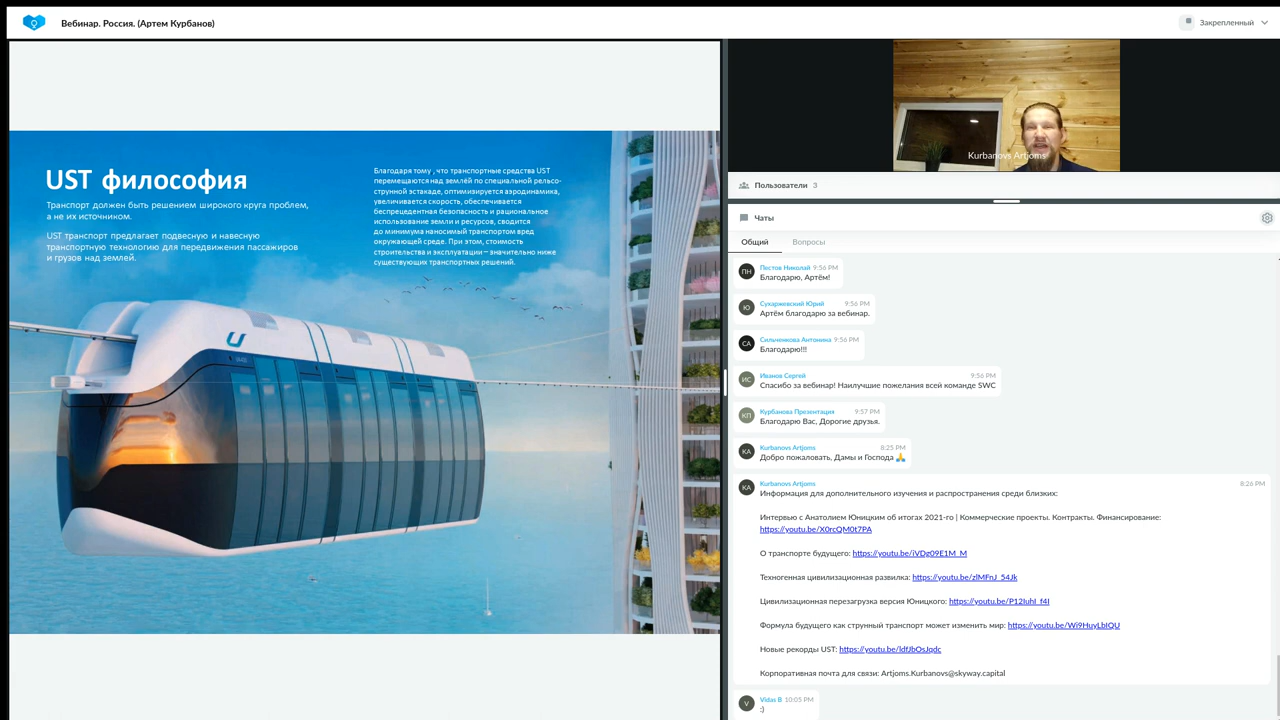 Вебинар. Россия. (Артем Курбанов)
Закрепленный
UST философия
Транспорт должен быть решением широкого круга проблем,
а не их источником.
UST транспорт предлагает подвесную и навесную
транспортную технологию для передвижения пассажиров
и грузов над землей.
Благодаря тому , что транспортные средства UST
перемещаются над землёй по специальной рельсо-
струнной эстакаде, оптимизируется аэродинамика,
увеличивается скорость, обеспечивается
беспрецедентная безопасность и рациональное
использование земли и ресурсов, сводится
до минимума наносимый транспортом вред
окружающей среде. При этом, стоимость
строительства и эксплуатации – значительно ниже
существующих транспортных решений.
Kurbanovs Artjoms
Пользователи 3
Чаты
Общий Вопросы
ПН Пестов Николай 9:56 PM
Благодарю, Артём!
Ю Сухаржевский Юрий 9:56 PM
Артём благодарю за вебинар.
СА Сильченкова Антонина 9:56 PM
Благодарю!!!
ИС Иванов Сергей 9:56 PM
Спасибо за вебинар! Наилучшие пожелания всей команде SWC
КП Курбанова Презентация 9:57 PM
Благодарю Вас, Дорогие друзья.
KA Kurbanovs Artjoms 8:25 PM
Добро пожаловать, Дамы и Господа 🙏
KA Kurbanovs Artjoms 8:26 PM
Информация для дополнительного изучения и распространения среди близких:
Интервью с Анатолием Юницким об итогах 2021-го | Коммерческие проекты. Контракты. Финансирование:
https://youtu.be/X0rcQM0t7PA
О транспорте будущего: https://youtu.be/iVDg09E1M_M
Техногенная цивилизационная развилка: https://youtu.be/zlMFnJ_54Jk
Цивилизационная перезагрузка версия Юницкого: https://youtu.be/P12IuhI_f4I
Формула будущего как струнный транспорт может изменить мир: https://youtu.be/Wi9HuyLbIQU
Новые рекорды UST: https://youtu.be/ldfJbOsJqdc
Корпоративная почта для связи: Artjoms.Kurbanovs@skyway.capital
V Vidas B 10:05 PM
:)